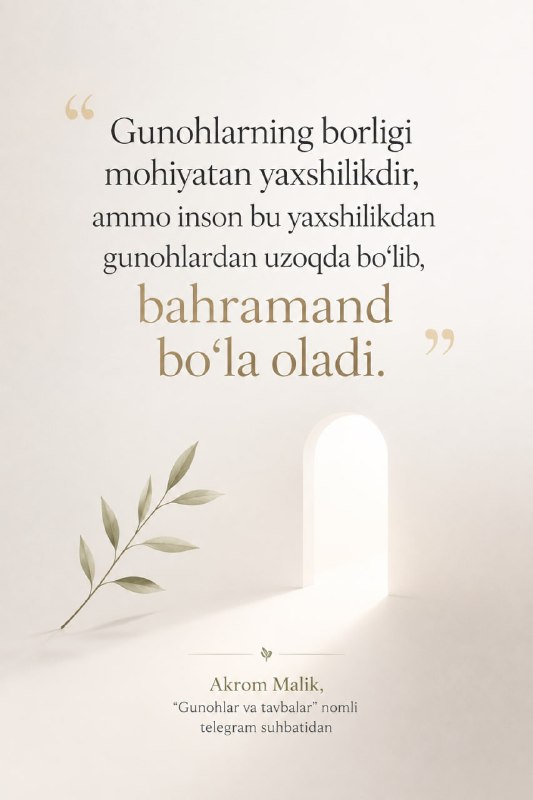 “
Gunohlarning borligi
mohiyatan yaxshilikdir,
ammo inson bu yaxshilikdan
gunohlardan uzoqda bo‘lib,
bahramand
bo‘la oladi.
”
Akrom Malik,
“Gunohlar va tavbalar” nomli
telegram suhbatidan